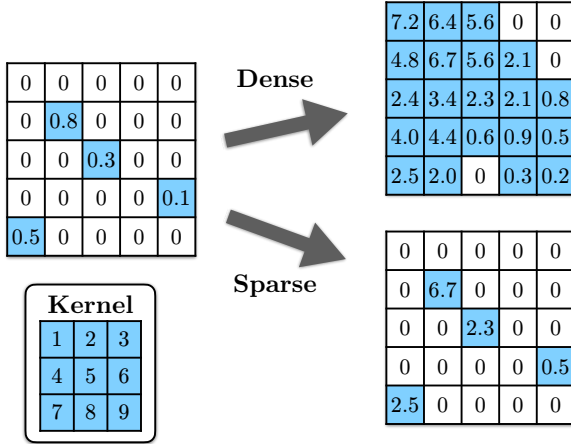 0 0 0 0 0
0 0.8 0 0 0
0 0 0.3 0 0
0 0 0 0 0.1
0.5 0 0 0 0
Kernel
1 2 3
4 5 6
7 8 9
Dense
7.2 6.4 5.6 0 0
4.8 6.7 5.6 2.1 0
2.4 3.4 2.3 2.1 0.8
4.0 4.4 0.6 0.9 0.5
2.5 2.0 0 0.3 0.2
Sparse
0 0 0 0 0
0 6.7 0 0 0
0 0 2.3 0 0
0 0 0 0 0.5
2.5 0 0 0 0